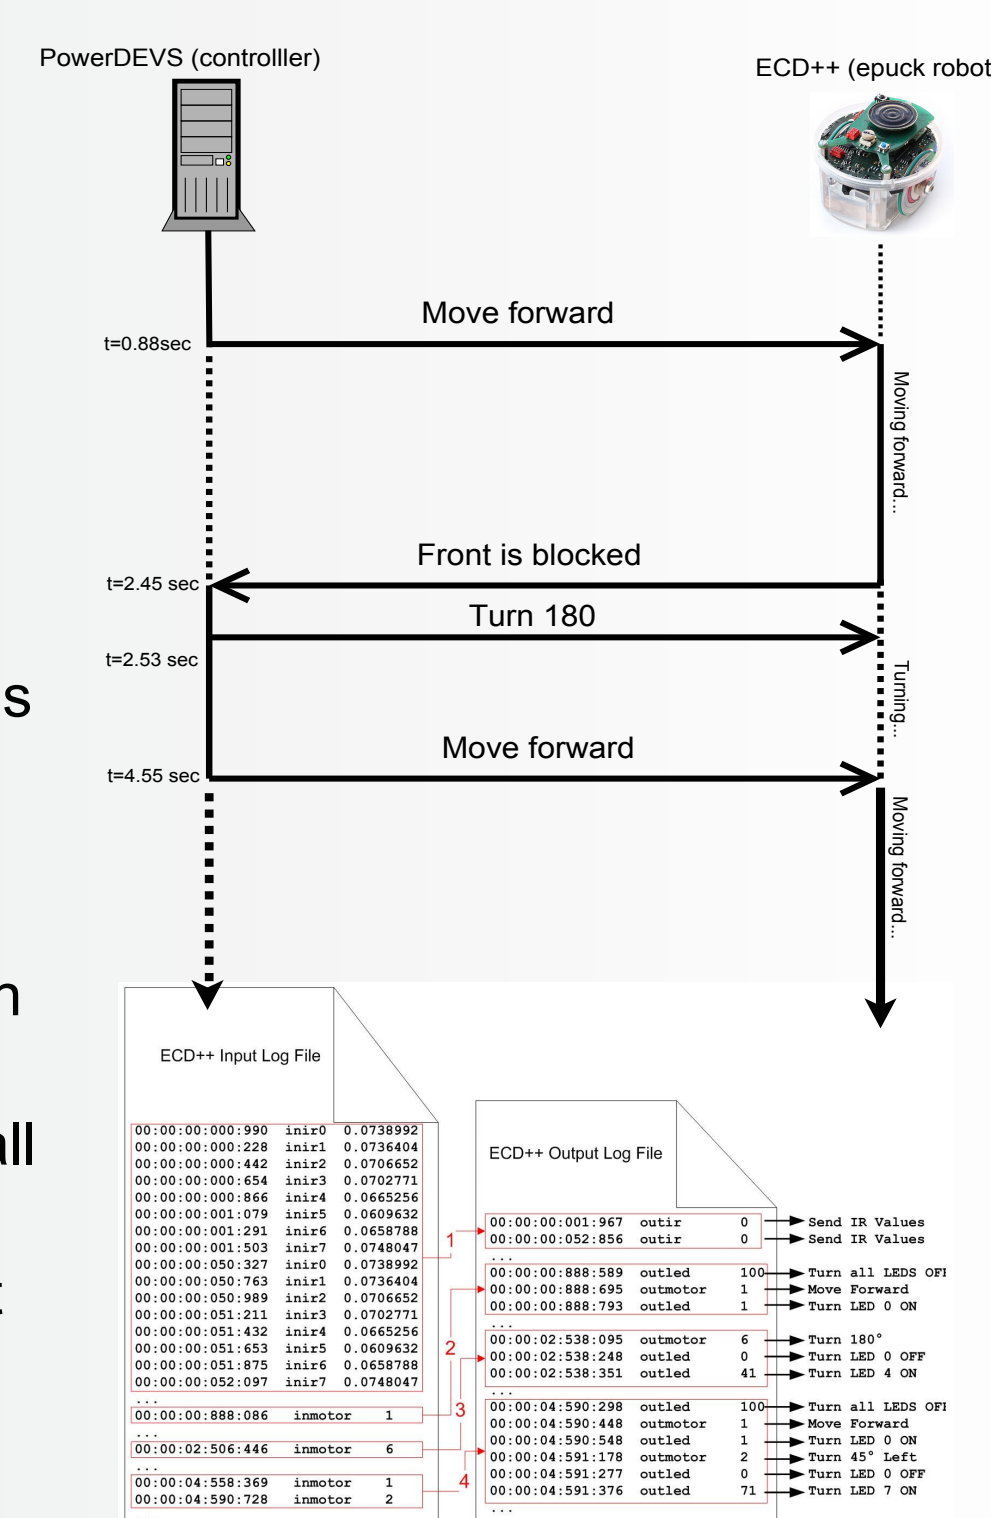 PowerDEVS (controlller)
ECD++ (epuck robot
Move forward
t=0.88sec
Moving forward...
Front is blocked
t=2.45 sec
Turn 180
t=2.53 sec
Turning...
s
Move forward
t=4.55 sec
Moving forward...
n
all
t
ECD++ Input Log File
00:00:00:000:990 inir0 0.0738992
00:00:00:000:228 inir1 0.0736404
00:00:00:000:442 inir2 0.0706652
00:00:00:000:654 inir3 0.0702771
00:00:00:000:866 inir4 0.0665256
00:00:00:001:079 inir5 0.0609632
00:00:00:001:291 inir6 0.0658788
00:00:00:001:503 inir7 0.0748047
00:00:00:050:327 inir0 0.0738992
00:00:00:050:763 inir1 0.0736404
00:00:00:050:989 inir2 0.0706652
00:00:00:051:211 inir3 0.0702771
00:00:00:051:432 inir4 0.0665256
00:00:00:051:653 inir5 0.0609632
00:00:00:051:875 inir6 0.0658788
00:00:00:052:097 inir7 0.0748047
...
00:00:00:888:086 inmotor 1
...
00:00:02:506:446 inmotor 6
...
00:00:04:558:369 inmotor 1
00:00:04:590:728 inmotor 2
...
1
2
3
4
ECD++ Output Log File
00:00:00:001:967 outir 0 Send IR Values
00:00:00:052:856 outir 0 Send IR Values
...
00:00:00:888:589 outled 100 Turn all LEDS OFF
00:00:00:888:695 outmotor 1 Move Forward
00:00:00:888:793 outled 1 Turn LED 0 ON
...
00:00:02:538:095 outmotor 6 Turn 180°
00:00:02:538:248 outled 0 Turn LED 0 OFF
00:00:02:538:351 outled 41 Turn LED 4 ON
...
00:00:04:590:298 outled 100 Turn all LEDS OFF
00:00:04:590:448 outmotor 1 Move Forward
00:00:04:590:548 outled 1 Turn LED 0 ON
00:00:04:591:178 outmotor 2 Turn 45° Left
00:00:04:591:277 outled 0 Turn LED 0 OFF
00:00:04:591:376 outled 71 Turn LED 7 ON
...